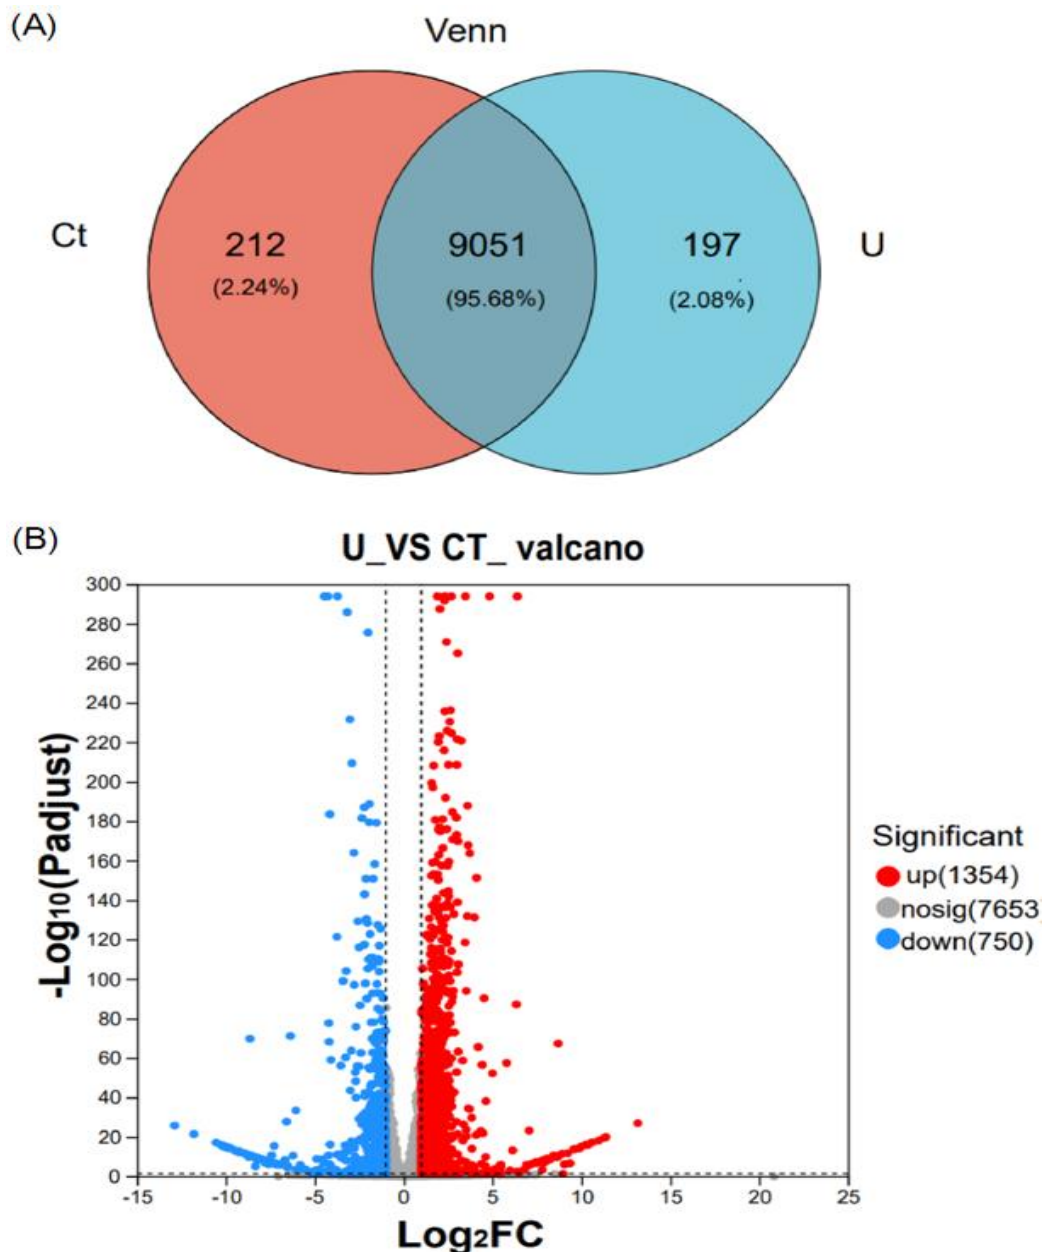 (A)
Venn
Ct
212
(2.24%)
9051
(95.68%)
197
(2.08%)
U
(B)
U_VS CT_ valcano
-Log10(Padjust)
300
280
260
240
220
200
180
160
140
120
100
80
60
40
20
0
-15
-10
-5
0
5
10
15
20
25
Log2FC
Significant
up(1354)
nosig(7653)
down(750)